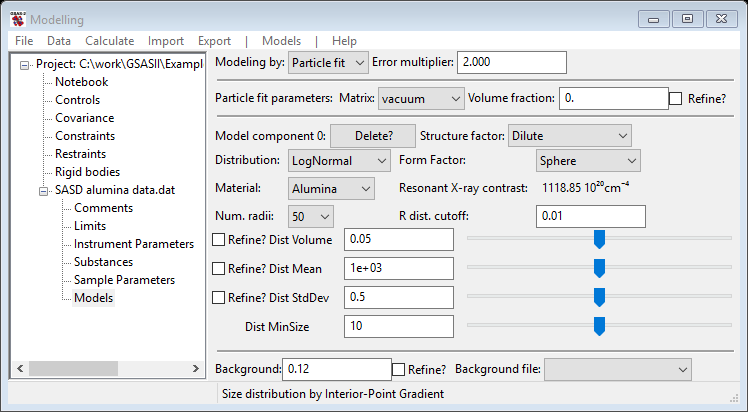 GSAS-II
Modelling
File Data Calculate Import Export | Models | Help
Project: C:\work\GSASII\Exampl
Notebook
Controls
Covariance
Constraints
Restraints
Rigid bodies
SASD alumina data.dat
Comments
Limits
Instrument Parameters
Substances
Sample Parameters
Models
Modeling by: Particle fit Error multiplier: 2.000
Particle fit parameters: Matrix: vacuum Volume fraction: 0. Refine?
Model component 0: Delete? Structure factor: Dilute
Distribution: LogNormal Form Factor: Sphere
Material: Alumina Resonant X-ray contrast: 1118.85 10²⁰cm⁻⁴
Num. radii: 50 R dist. cutoff: 0.01
Refine? Dist Volume 0.05
Refine? Dist Mean 1e+03
Refine? Dist StdDev 0.5
Dist MinSize 10
Background: 0.12 Refine? Background file:
Size distribution by Interior-Point Gradient